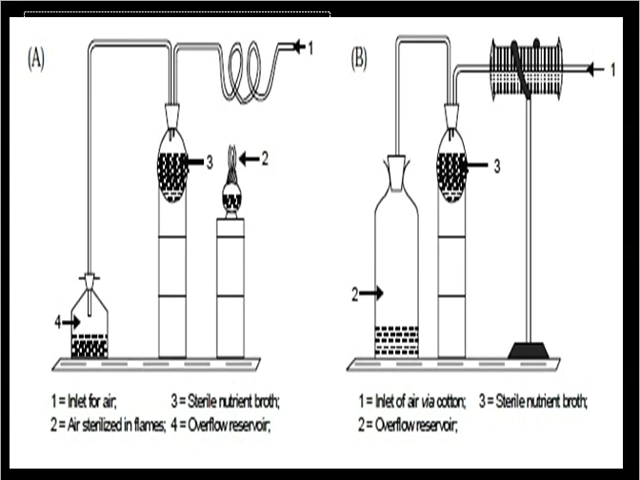 (A)
1
3
2
4
1 = Inlet for air; 3 = Sterile nutrient broth;
2 = Air sterilized in flames; 4 = Overflow reservoir;
(B)
1
3
2
1 = Inlet of air via cotton; 3 = Sterile nutrient broth;
2 = Overflow reservoir;